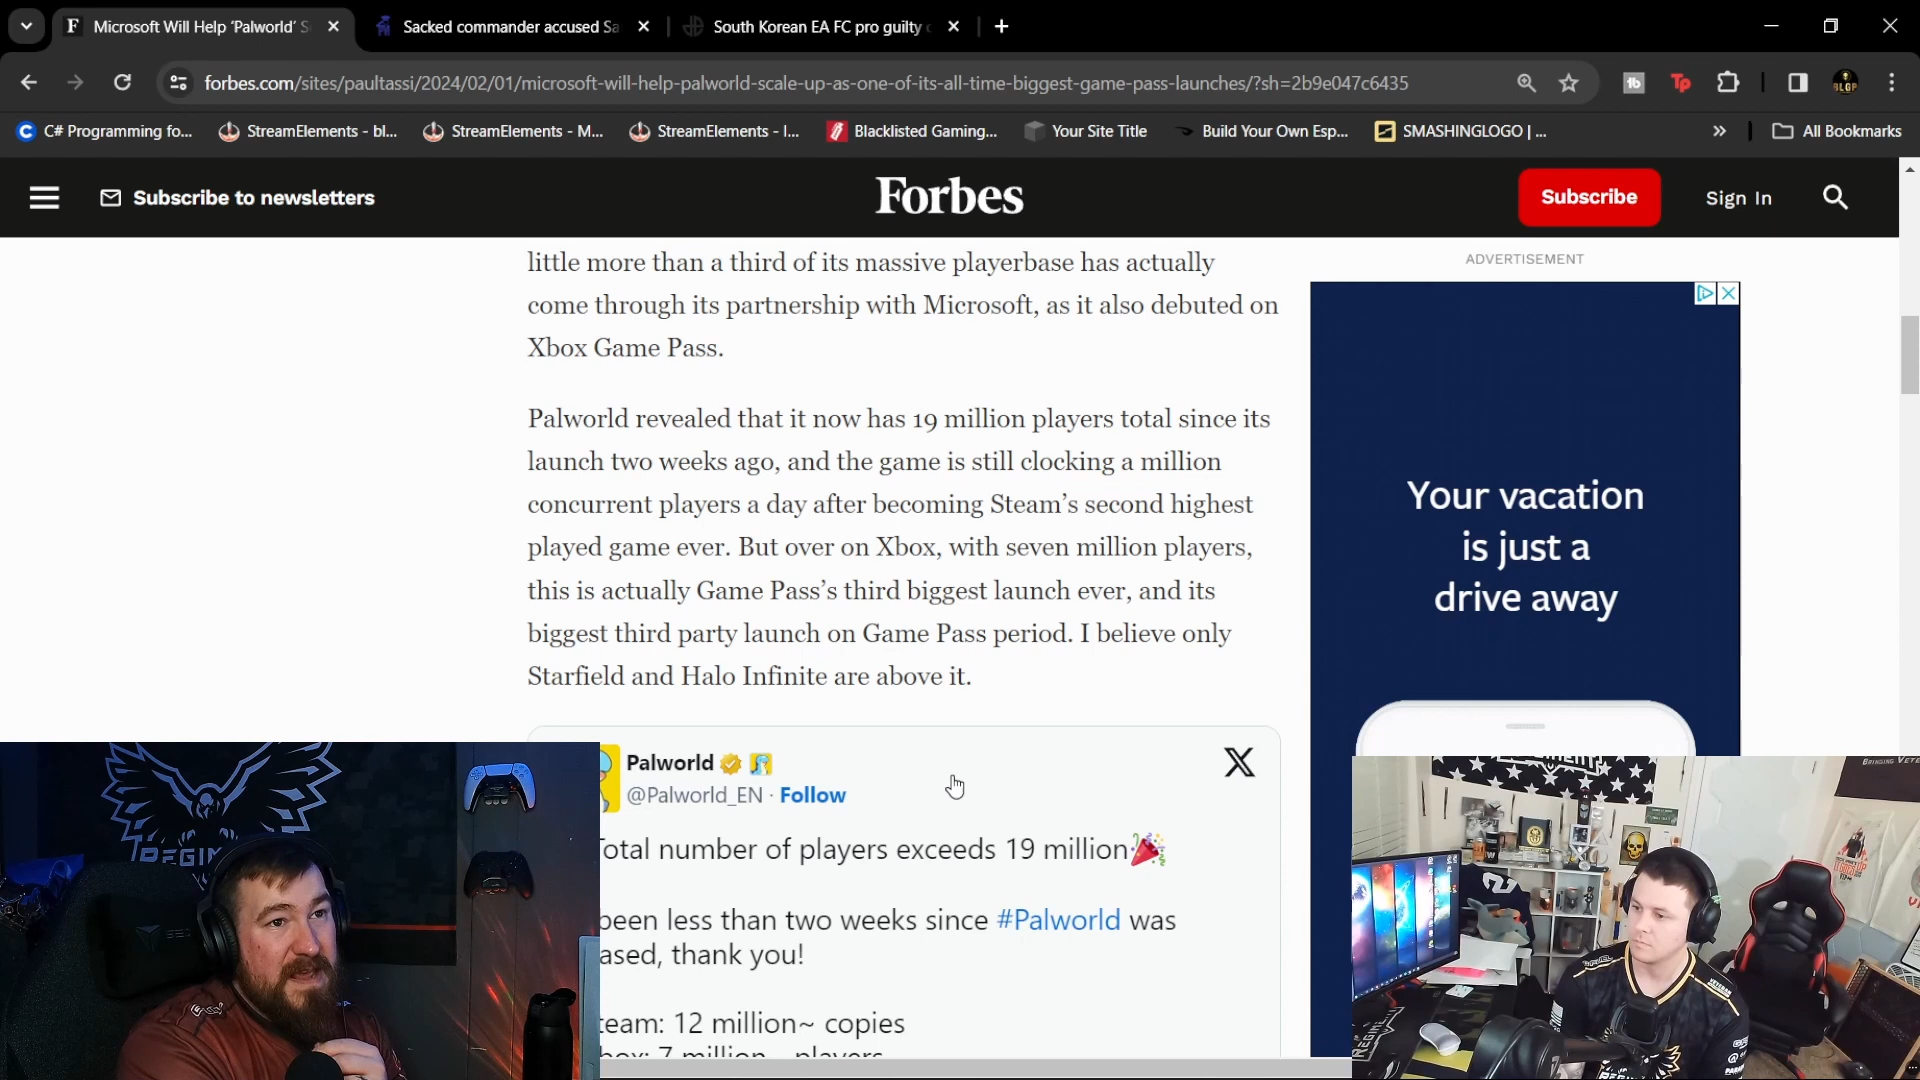 Microsoft Will Help ‘Palworld’ S
Sacked commander accused Sa
South Korean EA FC pro guilty
forbes.com/sites/paultassi/2024/02/01/microsoft-will-help-palworld-scale-up-as-one-of-its-all-time-biggest-game-pass-launches/?sh=2b9e047c6435
C# Programming fo...
StreamElements - bl...
StreamElements - M...
StreamElements - I...
Blacklisted Gaming...
Your Site Title
Build Your Own Esp...
SMASHINGLOGO | ...
All Bookmarks
Subscribe to newsletters
Forbes
Subscribe
Sign In
little more than a third of its massive playerbase has actually
come through its partnership with Microsoft, as it also debuted on
Xbox Game Pass.
Palworld revealed that it now has 19 million players total since its
launch two weeks ago, and the game is still clocking a million
concurrent players a day after becoming Steam’s second highest
played game ever. But over on Xbox, with seven million players,
this is actually Game Pass’s third biggest launch ever, and its
biggest third party launch on Game Pass period. I believe only
Starfield and Halo Infinite are above it.
ADVERTISEMENT
Your vacation
is just a
drive away
Palworld
@Palworld_EN · Follow
Total number of players exceeds 19 million
been less than two weeks since #Palworld was
ased, thank you!
team: 12 million~ copies
box: 7 million~ players
REGIM